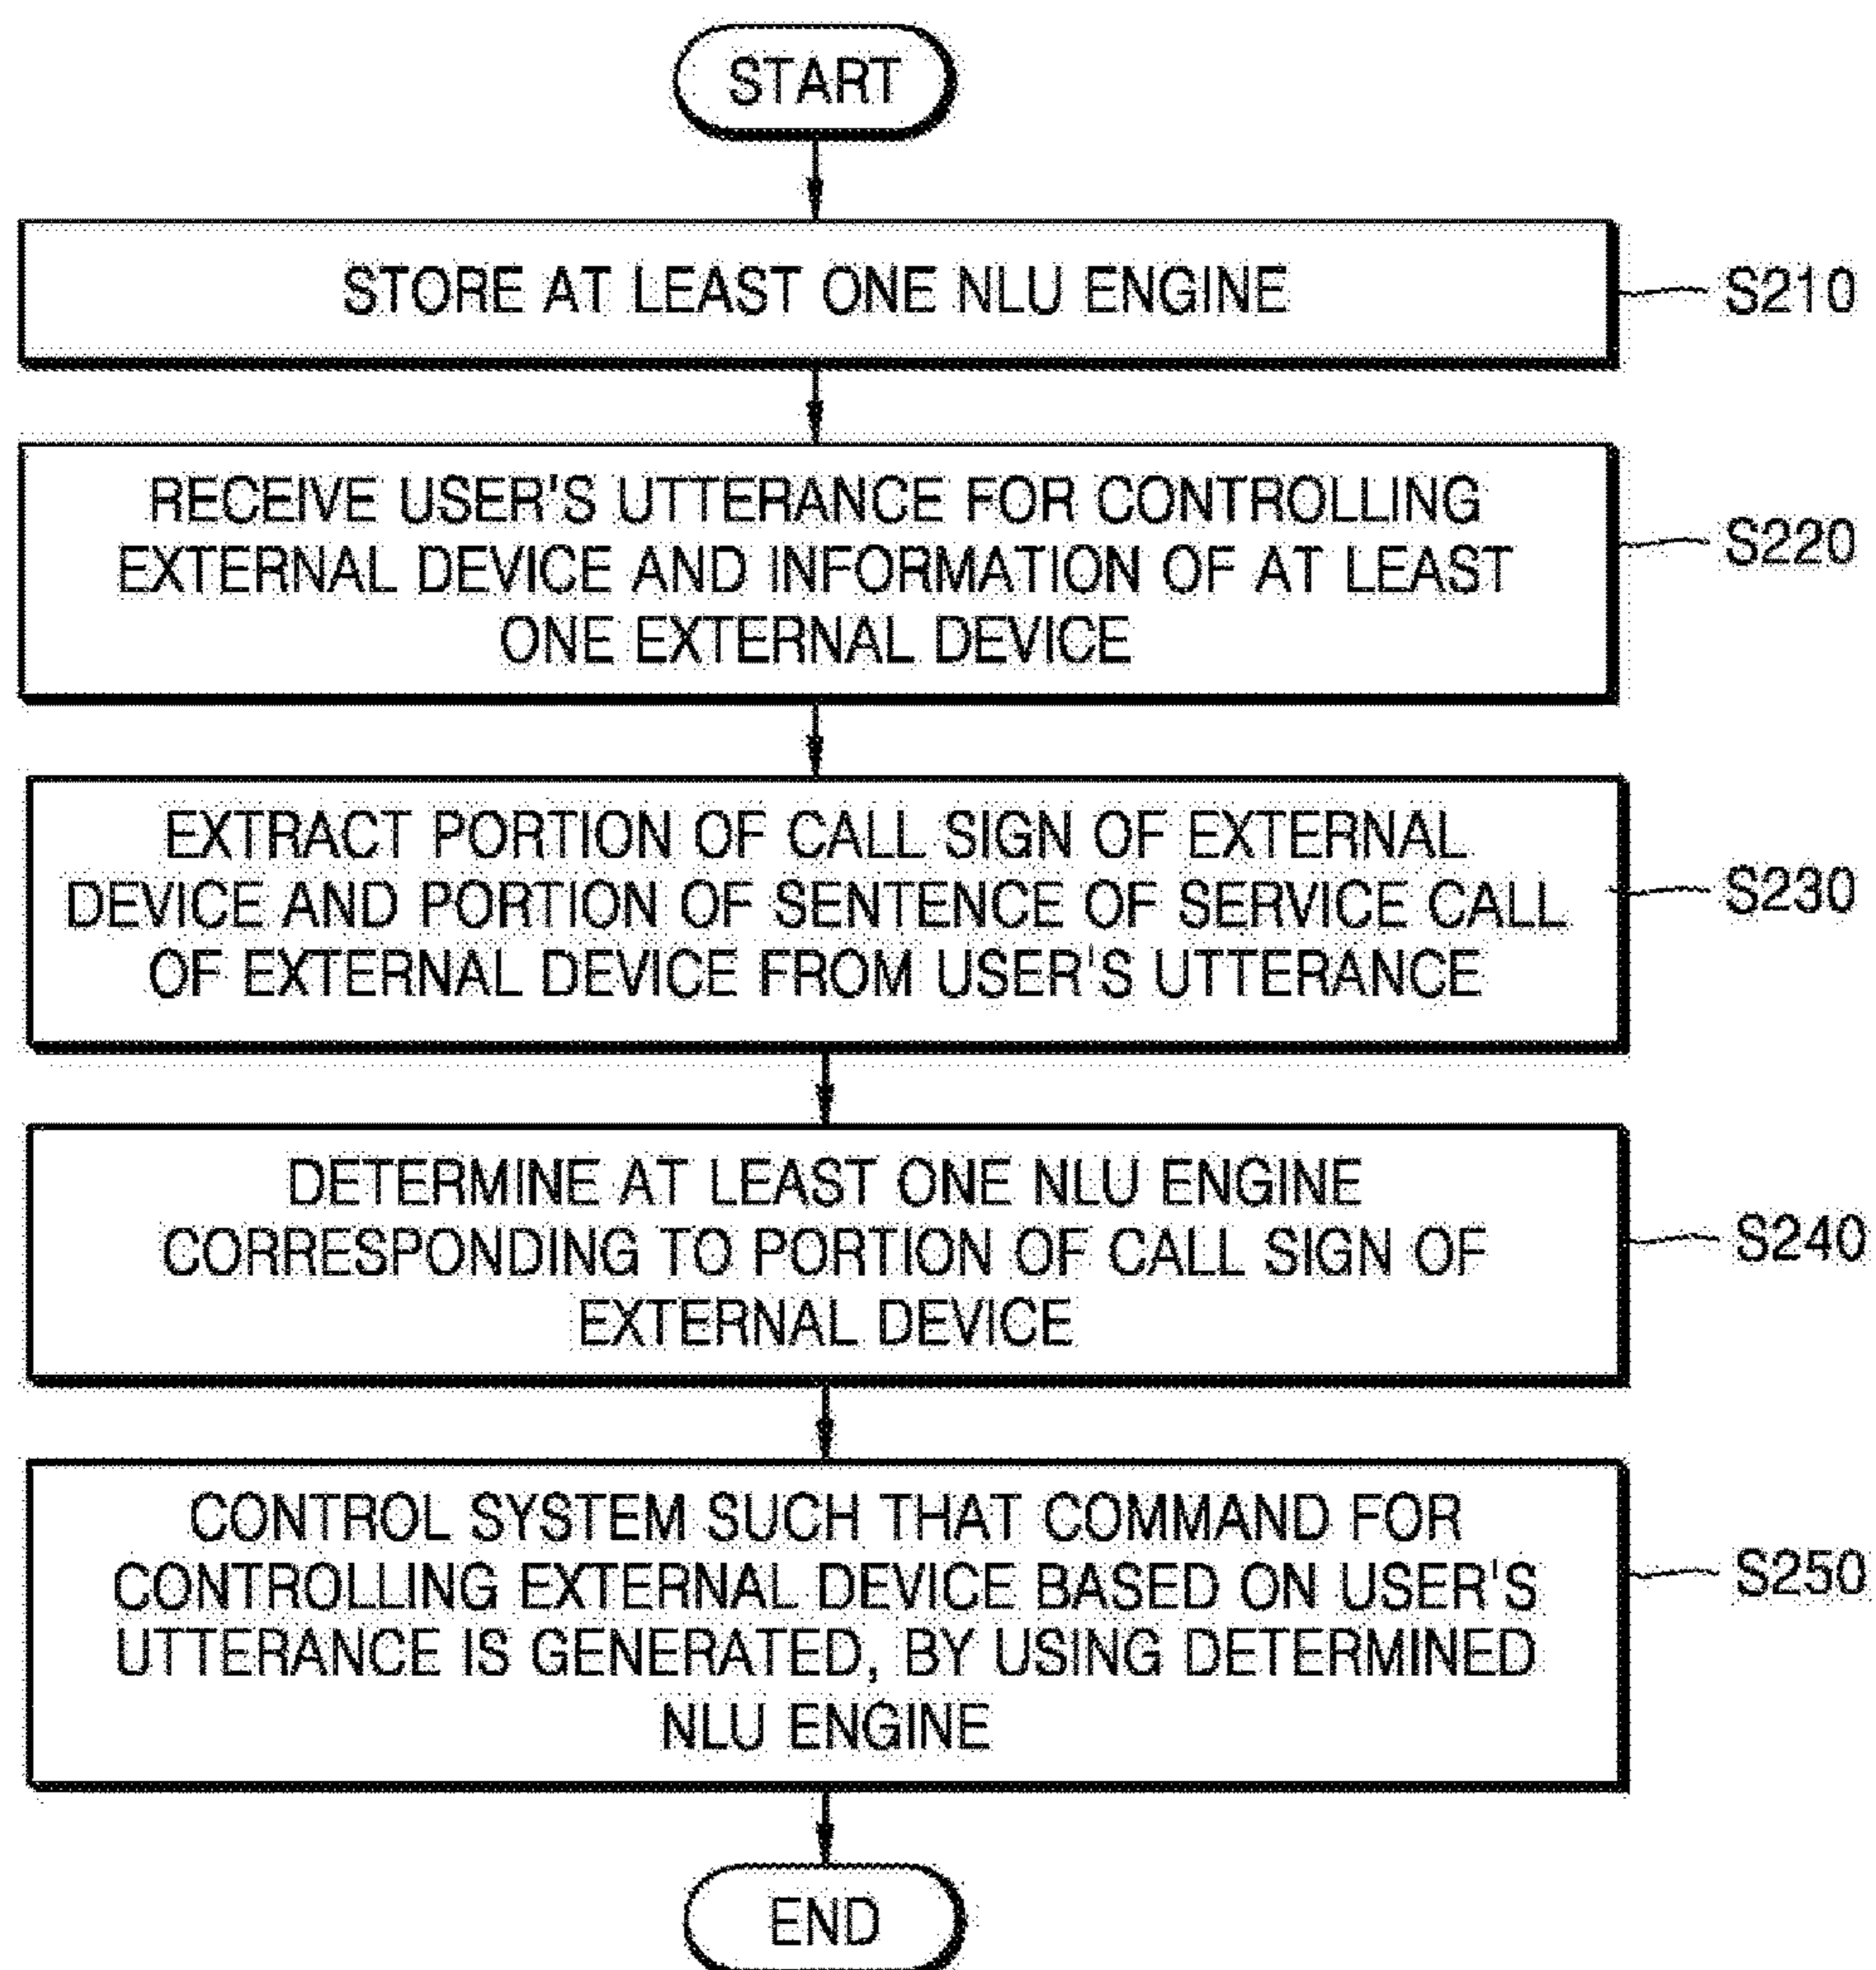 START
STORE AT LEAST ONE NLU ENGINE
S210
RECEIVE USER'S UTTERANCE FOR CONTROLLING
EXTERNAL DEVICE AND INFORMATION OF AT LEAST
ONE EXTERNAL DEVICE
S220
EXTRACT PORTION OF CALL SIGN OF EXTERNAL
DEVICE AND PORTION OF SENTENCE OF SERVICE CALL
OF EXTERNAL DEVICE FROM USER'S UTTERANCE
S230
DETERMINE AT LEAST ONE NLU ENGINE
CORRESPONDING TO PORTION OF CALL SIGN OF
EXTERNAL DEVICE
S240
CONTROL SYSTEM SUCH THAT COMMAND FOR
CONTROLLING EXTERNAL DEVICE BASED ON USER'S
UTTERANCE IS GENERATED, BY USING DETERMINED
NLU ENGINE
S250
END